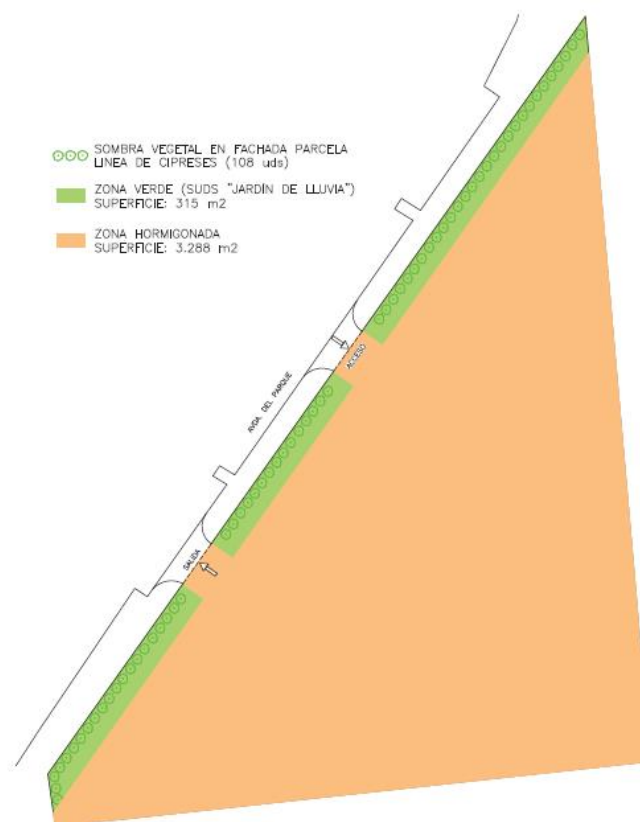 SOMBRA VEGETAL EN FACHADA PARCELA
LINEA DE CIPRESES (108 uds)
ZONA VERDE (SUDS "JARDÍN DE LLUVIA")
SUPERFICIE: 315 m2
ZONA HORMIGONADA
SUPERFICIE: 3.288 m2
ACCESO
AVDA. DEL PARQUE
SALIDA